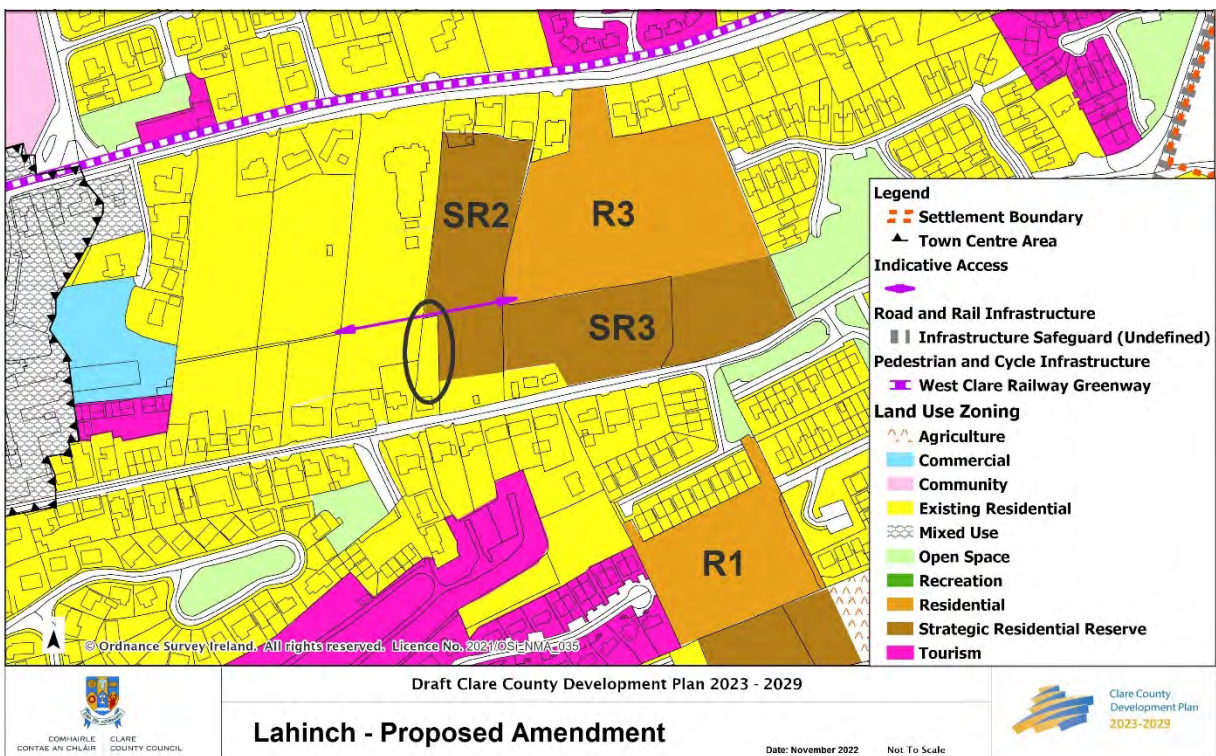 SR2
R3
SR3
R1
Legend
Settlement Boundary
Town Centre Area
Indicative Access
Road and Rail Infrastructure
Infrastructure Safeguard (Undefined)
Pedestrian and Cycle Infrastructure
West Clare Railway Greenway
Land Use Zoning
Agriculture
Commercial
Community
Existing Residential
Mixed Use
Open Space
Recreation
Residential
Strategic Residential Reserve
Tourism
N
© Ordnance Survey Ireland. All rights reserved. Licence No. 2021/OSi_NMA_035
COMHAIRLE CONTAE AN CHLÁIR
CLARE COUNTY COUNCIL
Draft Clare County Development Plan 2023 - 2029
Lahinch - Proposed Amendment
Date: November 2022 Not To Scale
Clare County
Development Plan
2023-2029